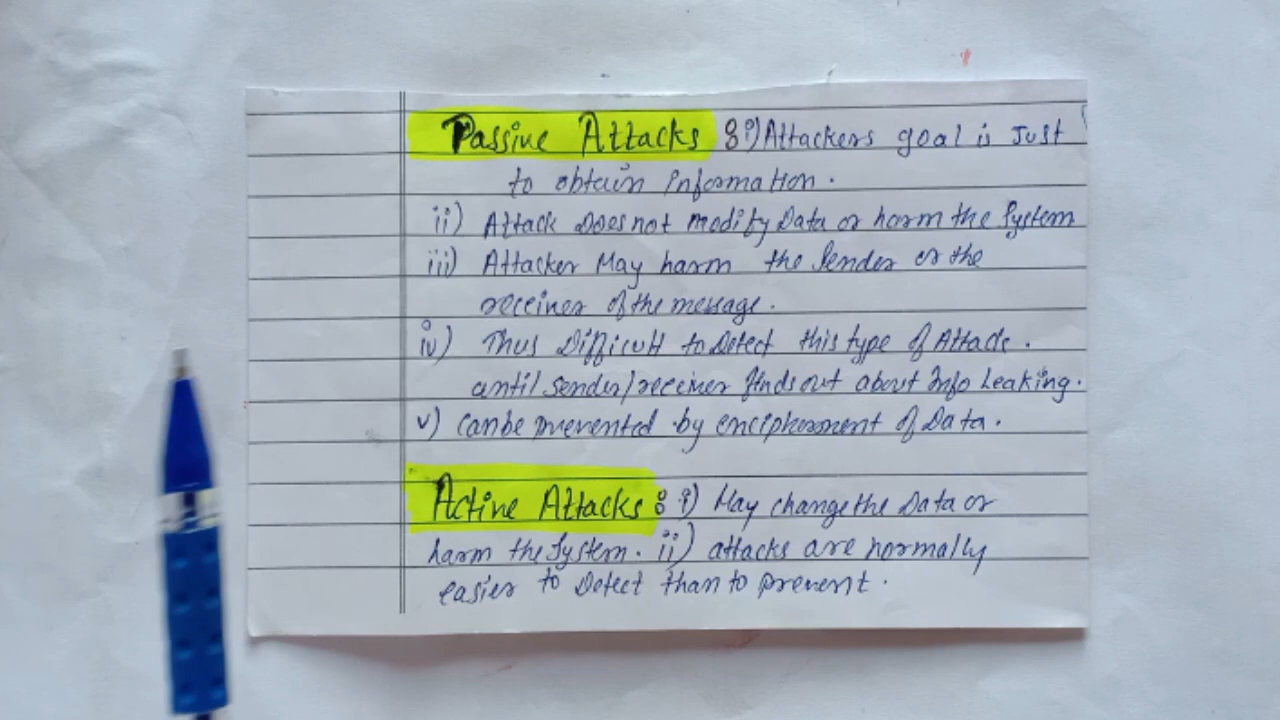 Passive Attacks : i) Attackers goal is Just
to obtain Information.
ii) Attack Does not modify Data or harm the System
iii) Attacker May harm the Sender or the
receiver of the message.
iv) Thus Difficult to Detect this type of Attack.
until sender/receiver finds out about Info Leaking.
v) can be prevented by encipherment of Data.
Active Attacks : i) May change the Data or
harm the System. ii) attacks are normally
easier to Detect than to prevent.